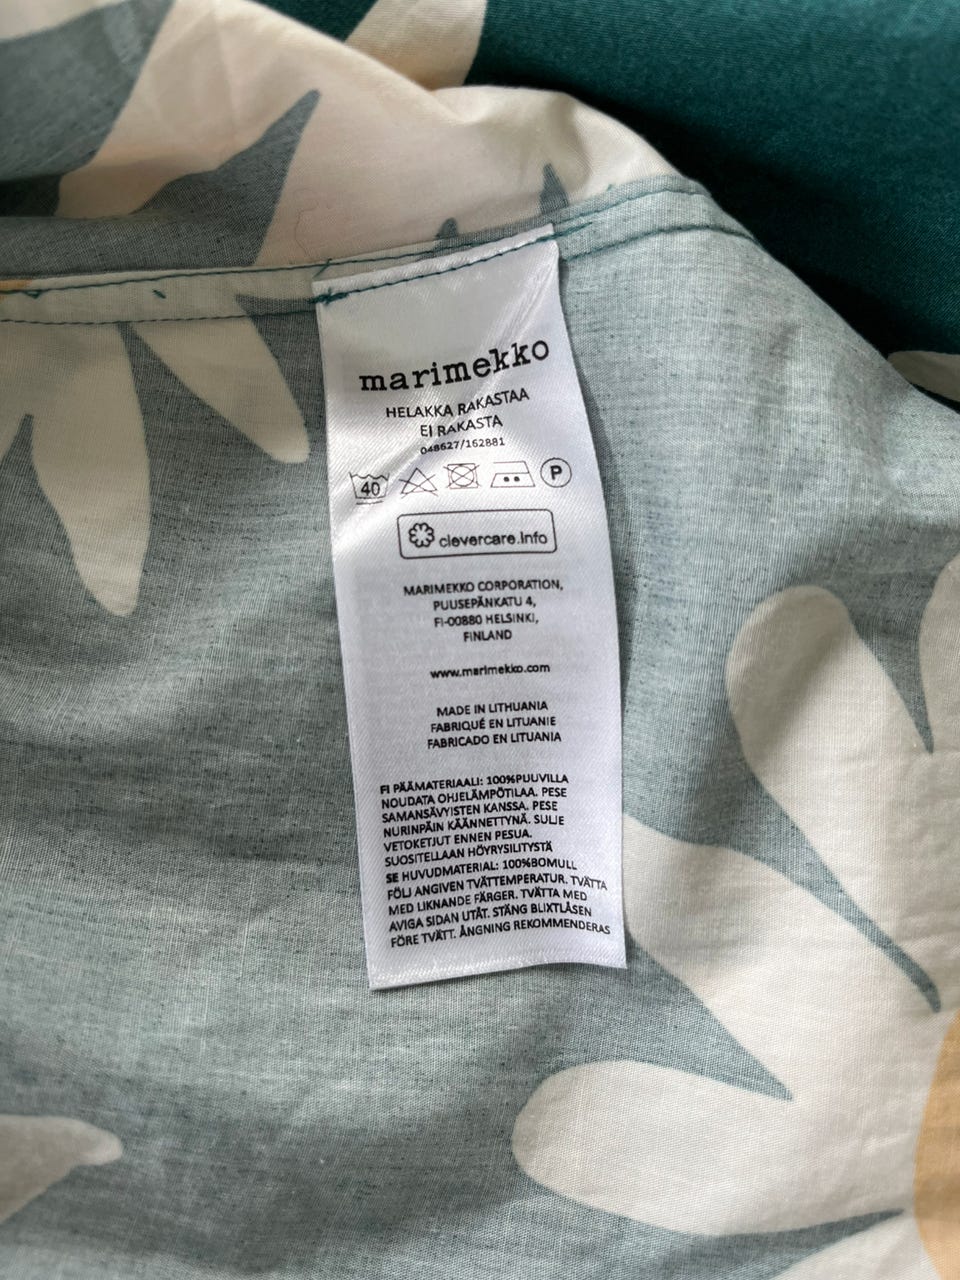 marimekko
HELAKKA RAKASTAA
EI RAKASTA
048627/162881
40 P
clevercare.info
MARIMEKKO CORPORATION,
PUUSEPÄNKATU 4,
FI-00880 HELSINKI,
FINLAND
www.marimekko.com
MADE IN LITHUANIA
FABRIQUÉ EN LITUANIE
FABRICADO EN LITUANIA
FI PÄÄMATERIAALI: 100%PUUVILLA
NOUDATA OHJELÄMPÖTILAA. PESE
SAMANSÄVYISTEN KANSSA. PESE
NURINPÄIN KÄÄNNETTYNÄ. SULJE
VETOKETJUT ENNEN PESUA.
SUOSITELLAAN HÖYRYSILITYSTÄ
SE HUVUDMATERIAL: 100%BOMULL
FÖLJ ANGIVEN TVÄTTEMPERATUR. TVÄTTA
MED LIKNANDE FÄRGER. TVÄTTA MED
AVIGA SIDAN UTÅT. STÄNG BLIXTLÅSEN
FÖRE TVÄTT. ÅNGNING REKOMMENDERAS